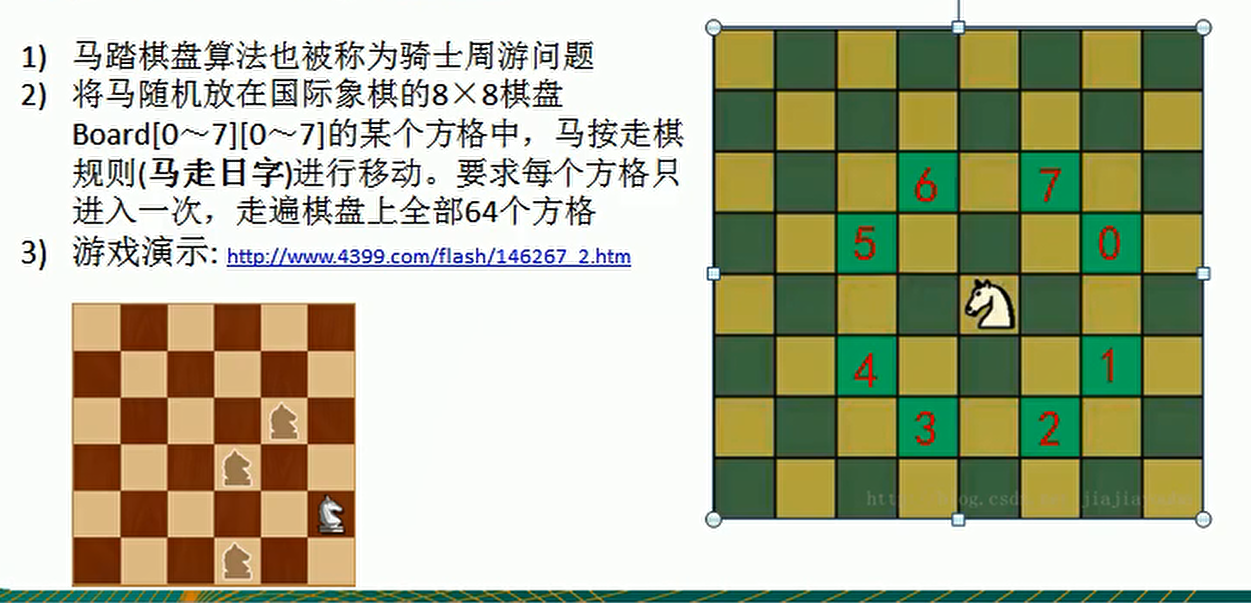 1) 马踏棋盘算法也被称为骑士周游问题
2) 将马随机放在国际象棋的8×8棋盘
Board[0～7][0～7]的某个方格中，马按走棋
规则(马走日字)进行移动。要求每个方格只
进入一次，走遍棋盘上全部64个方格
3) 游戏演示: http://www.4399.com/flash/146267_2.htm
6 7
5 0
4 1
3 2